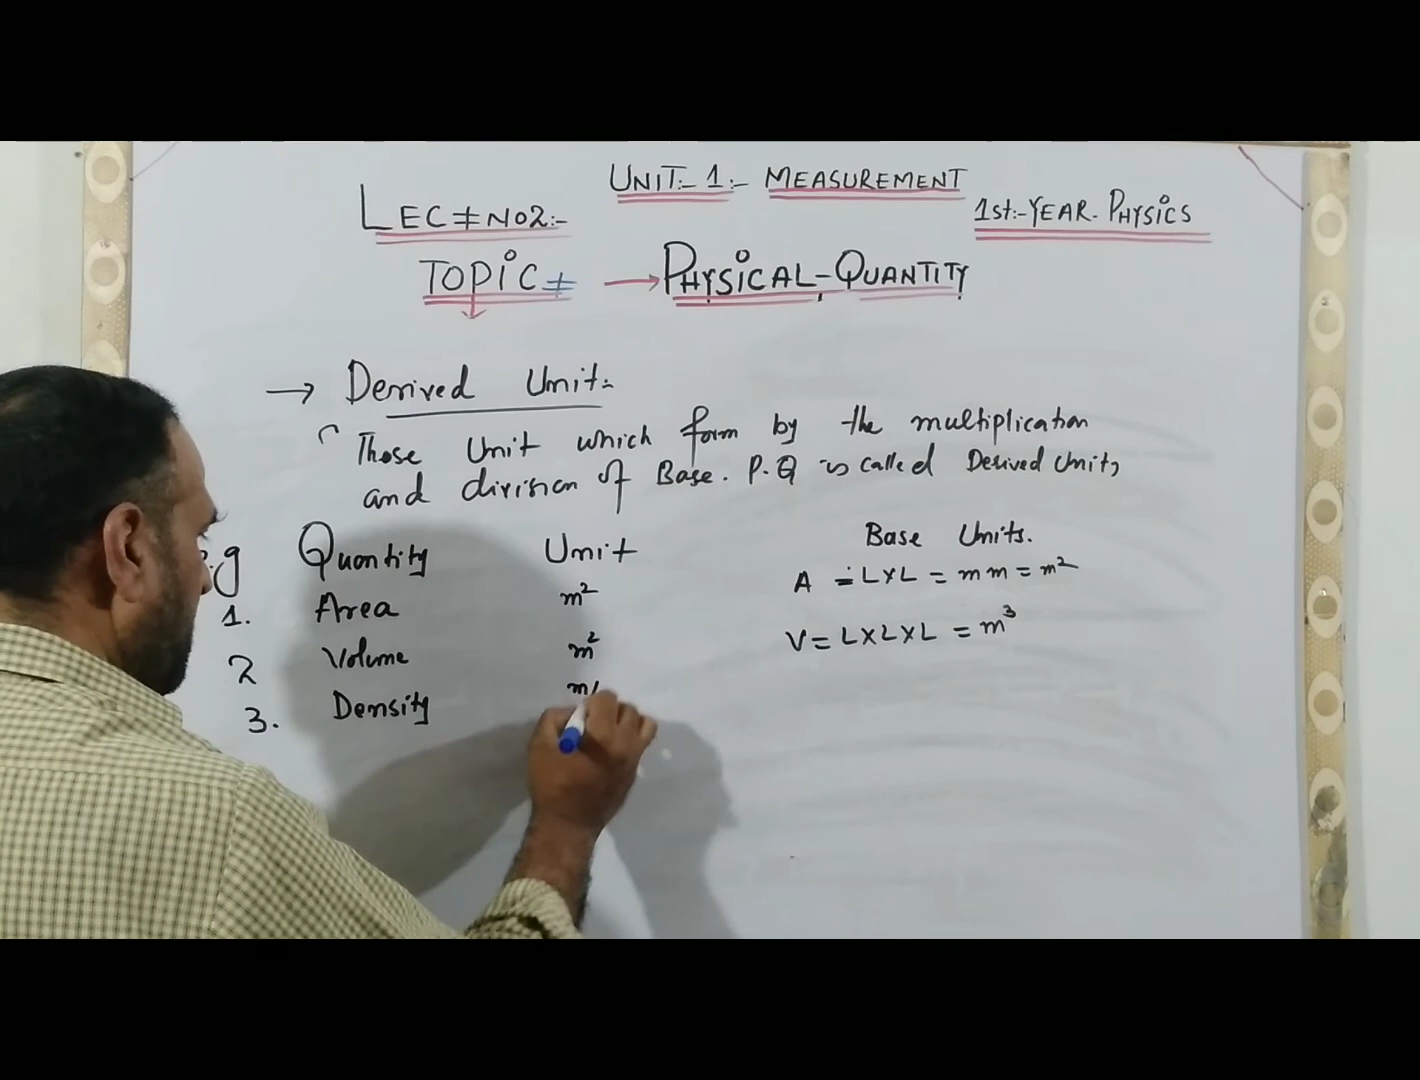 UNIT:- 1:- MEASUREMENT
LEC ≠ NO2:-
1st:-YEAR- PHYSICS
TOPIC ≠ → PHYSICAL-QUANTITY
→ Derived Unit:-
Those Unit which form by the multiplication
and division of Base. P.Q is called Derived Units
.g Quantity Unit
Base Units.
1. Area m²
A = L×L = m m = m²
2 Volume m²
V = L×L×L = m³
3. Density m/